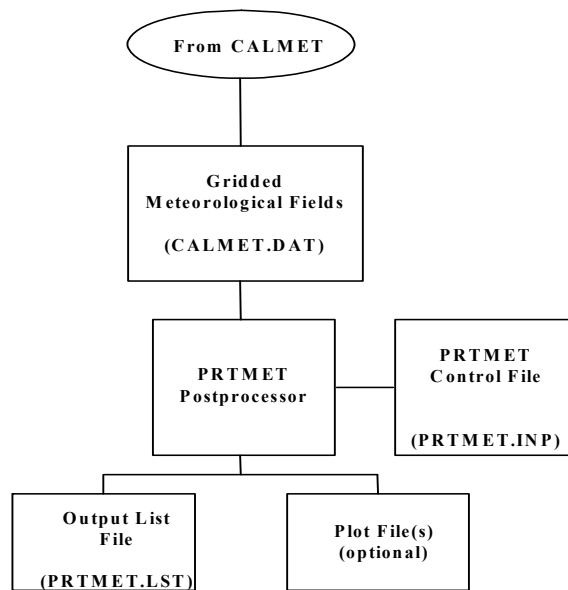 From CALMET
Gridded
Meteorological Fields
(CALMET.DAT)
PRTMET
Postprocessor
PRTMET
Control File
(PRTMET.INP)
Output List
File
(PRTMET.LST)
Plot File(s)
(optional)